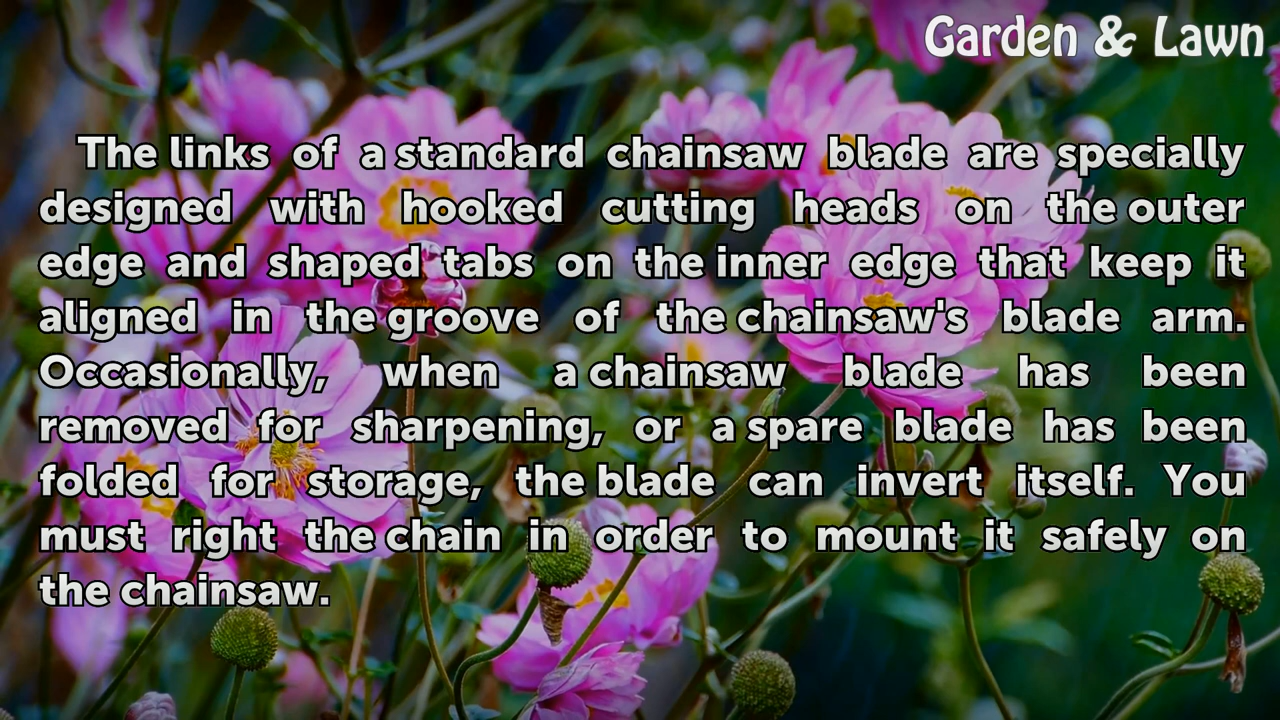 Garden & Lawn
The links of a standard chainsaw blade are specially
designed with hooked cutting heads on the outer
edge and shaped tabs on the inner edge that keep it
aligned in the groove of the chainsaw's blade arm.
Occasionally, when a chainsaw blade has been
removed for sharpening, or a spare blade has been
folded for storage, the blade can invert itself. You
must right the chain in order to mount it safely on
the chainsaw.